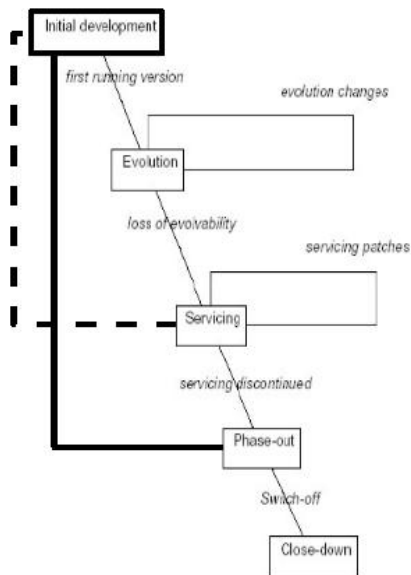 Initial development
first running version
evolution changes
Evolution
loss of evoivability
servicing patches
Servicing
servicing discontinued
Phase-out
Switch-off
Close-down